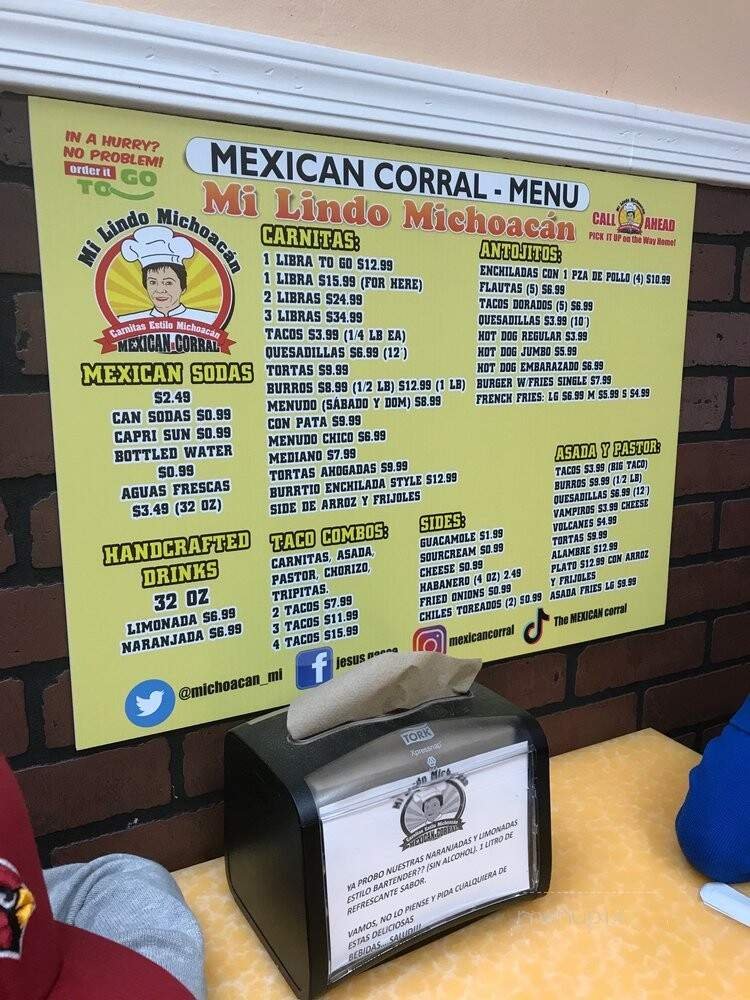 IN A HURRY?
NO PROBLEM!
order it
TO GO
MEXICAN CORRAL - MENU
Mi Lindo Michoacán
CALL AHEAD
PICK IT UP on the Way Home!
Mi Lindo Michoacán
Carnitas Estilo Michoacán
MEXICAN CORRAL
MEXICAN SODAS
$2.49
CAN SODAS $0.99
CAPRI SUN $0.99
BOTTLED WATER
$0.99
AGUAS FRESCAS
$3.49 (32 OZ)
HANDCRAFTED
DRINKS
32 OZ
LIMONADA $6.99
NARANJADA $6.99
CARNITAS:
1 LIBRA TO GO $12.99
1 LIBRA $15.99 (FOR HERE)
2 LIBRAS $24.99
3 LIBRAS $34.99
TACOS $3.99 (1/4 LB EA)
QUESADILLAS $6.99 (12")
TORTAS $9.99
BURROS $8.99 (1/2 LB) $12.99 (1 LB)
MENUDO (SÁBADO Y DOM) $8.99
CON PATA $9.99
MENUDO CHICO $6.99
MEDIANO $7.99
TORTAS AHOGADAS $9.99
BURRTIO ENCHILADA STYLE $12.99
SIDE DE ARROZ Y FRIJOLES
TACO COMBOS:
CARNITAS, ASADA,
PASTOR, CHORIZO,
TRIPITAS.
2 TACOS $7.99
3 TACOS $11.99
4 TACOS $15.99
ANTOJITOS:
ENCHILADAS CON 1 PZA DE POLLO (4) $10.99
FLAUTAS (5) $6.99
TACOS DORADOS (5) $6.99
QUESADILLAS $3.99 (10")
HOT DOG REGULAR $3.99
HOT DOG JUMBO $5.99
HOT DOG EMBARAZADO $6.99
BURGER W/FRIES SINGLE $7.99
FRENCH FRIES: LG $6.99 M $5.99 S $4.99
SIDES:
GUACAMOLE $1.99
SOURCREAM $0.99
CHEESE $0.99
HABANERO (4 OZ) 2.49
FRIED ONIONS $0.99
CHILES TOREADOS (2) $0.99
ASADA Y PASTOR:
TACOS $3.99 (BIG TACO)
BURROS $9.99 (1/2 LB)
QUESADILLAS $6.99 (12")
VAMPIROS $3.99 CHEESE
VOLCANES $4.99
TORTAS $9.99
ALAMBRE $12.99
PLATO $12.99 CON ARROZ
Y FRIJOLES
ASADA FRIES LG $9.99
@michoacan_mi
jesus
mexicancorral
The MEXICAN corral
TORK
Xpressnap
MEXICAN CORRAL
YA PROBO NUESTRAS NARANJADAS Y LIMONADAS
ESTILO BARTENDER?? (SIN ALCOHOL). 1 LITRO DE
REFRESCANTE SABOR.
VAMOS, NO LO PIENSE Y PIDA CUALQUIERA DE
ESTAS DELICIOSAS
BEBIDAS... SALUD!!!